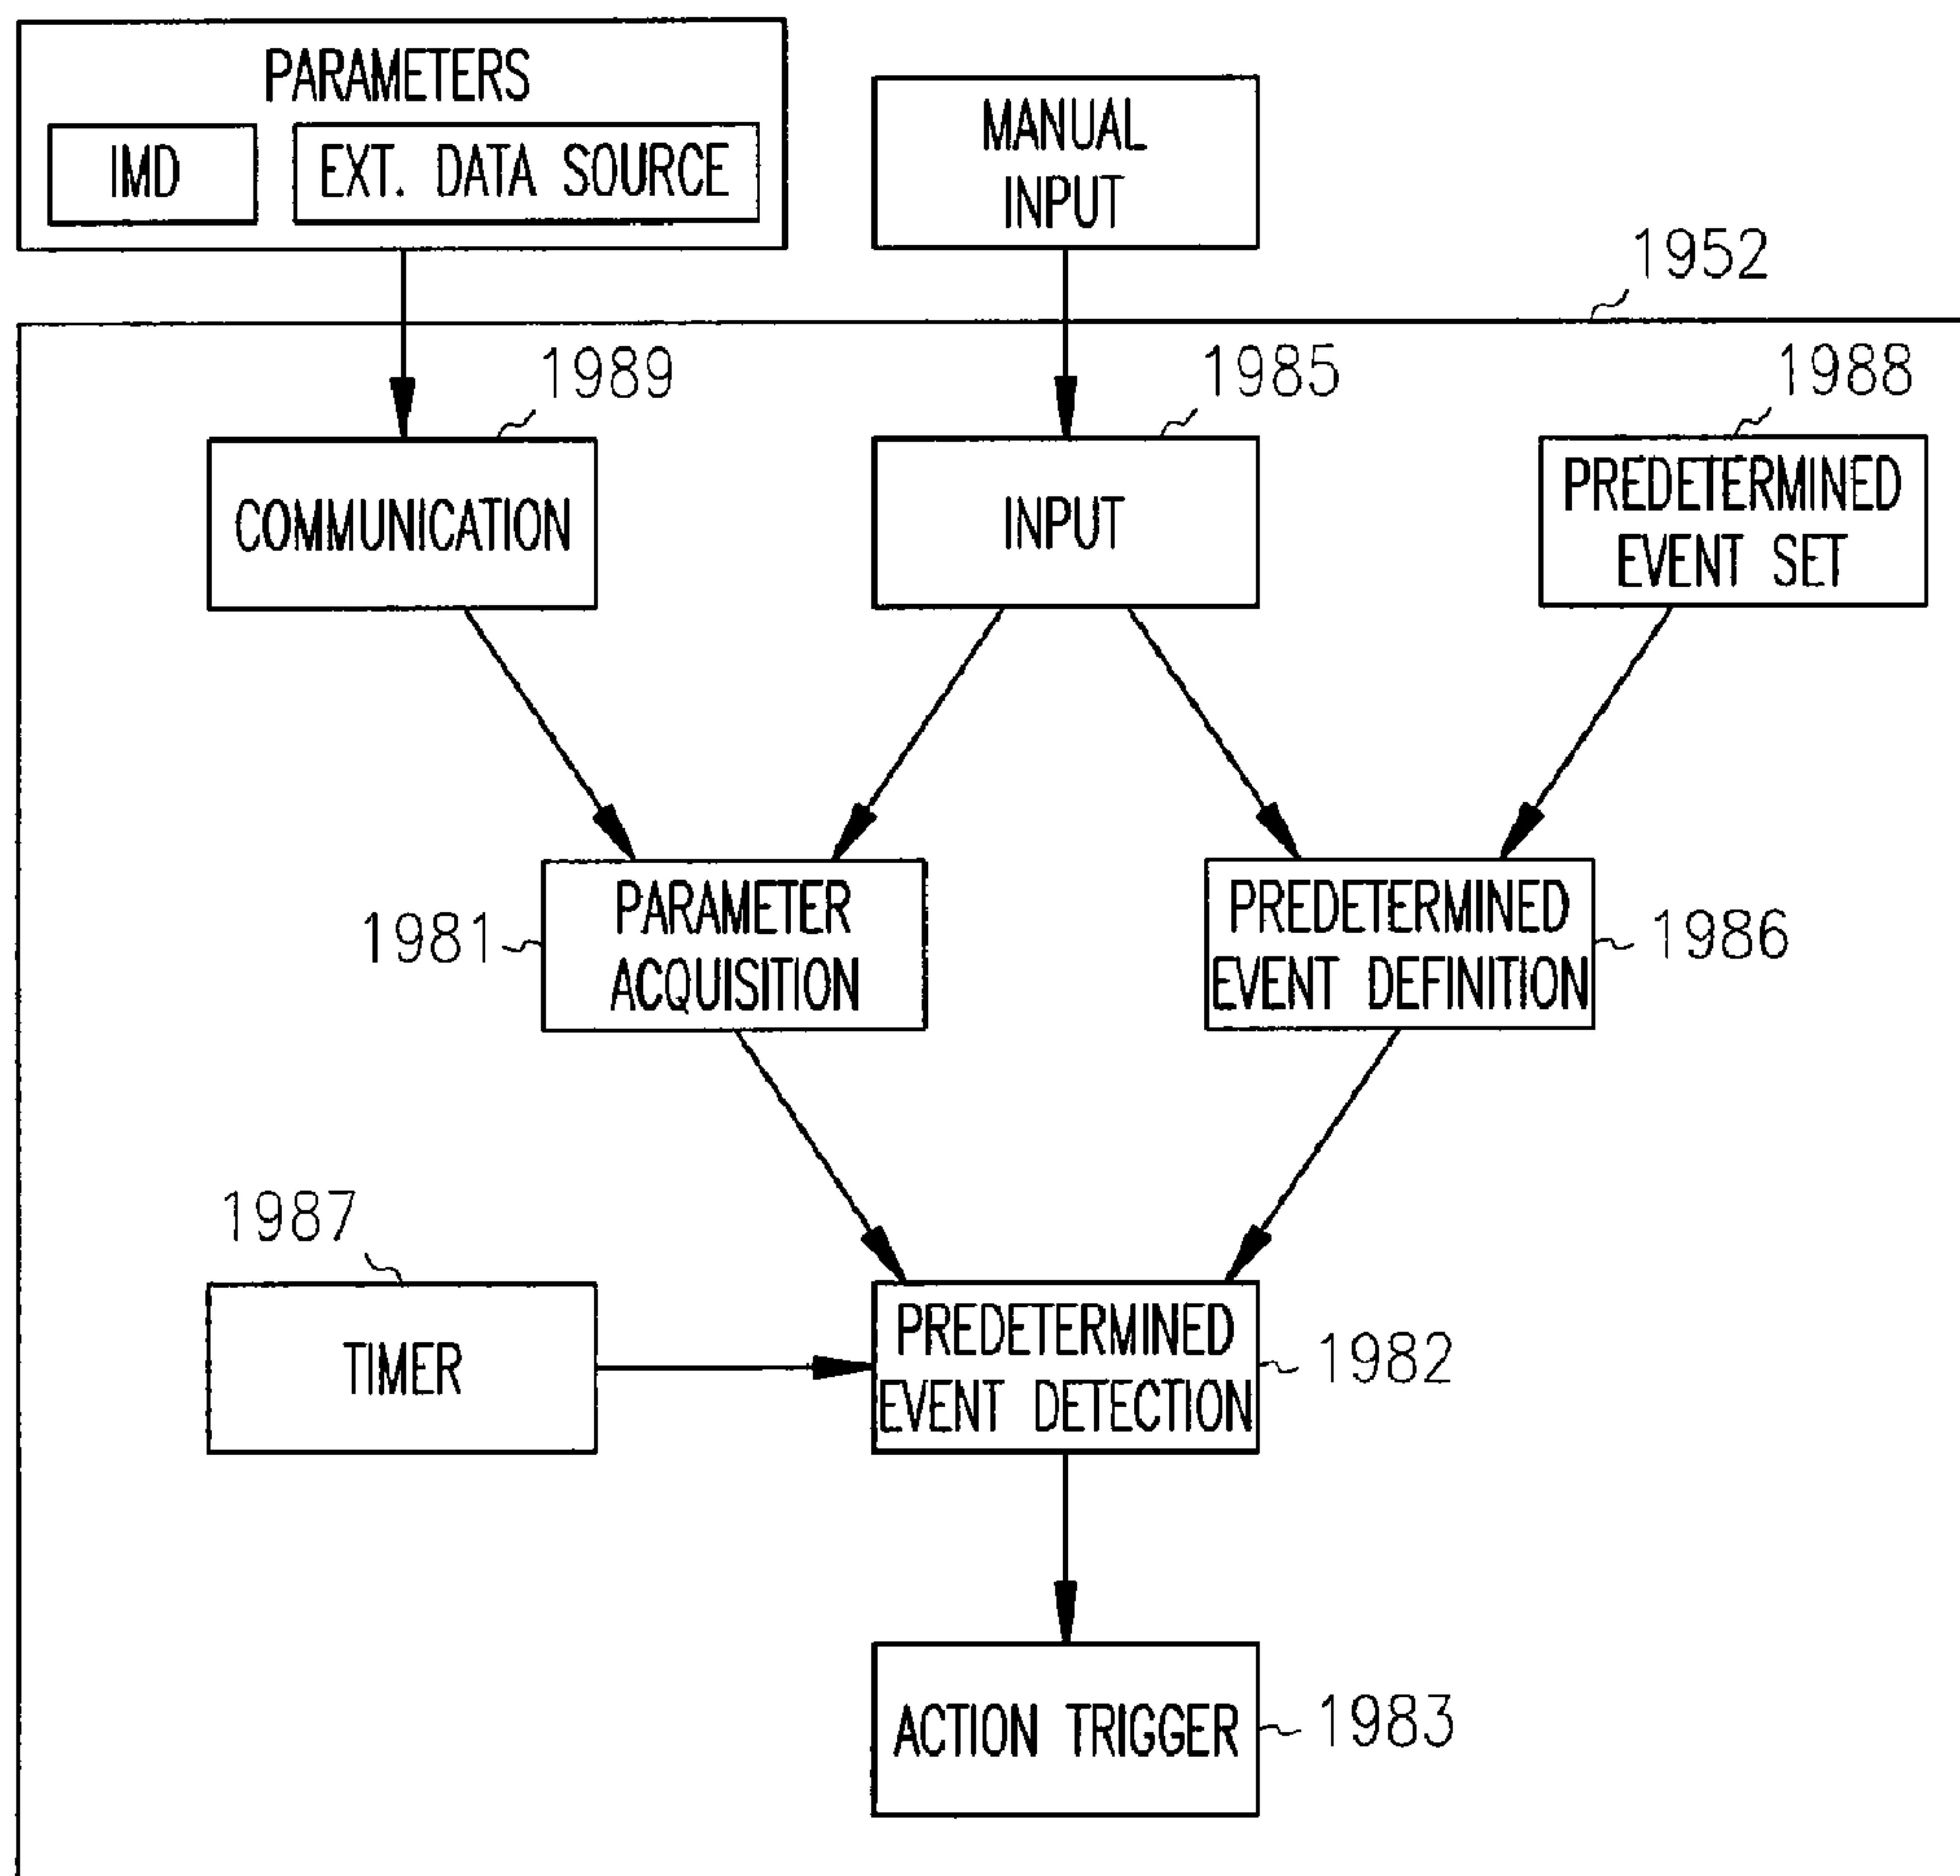 PARAMETERS
IMD
EXT. DATA SOURCE
MANUAL
INPUT
1952
1989
1985
1988
COMMUNICATION
INPUT
PREDETERMINED
EVENT SET
1981
PARAMETER
ACQUISITION
PREDETERMINED
EVENT DEFINITION
1986
1987
TIMER
PREDETERMINED
EVENT DETECTION
1982
ACTION TRIGGER
1983